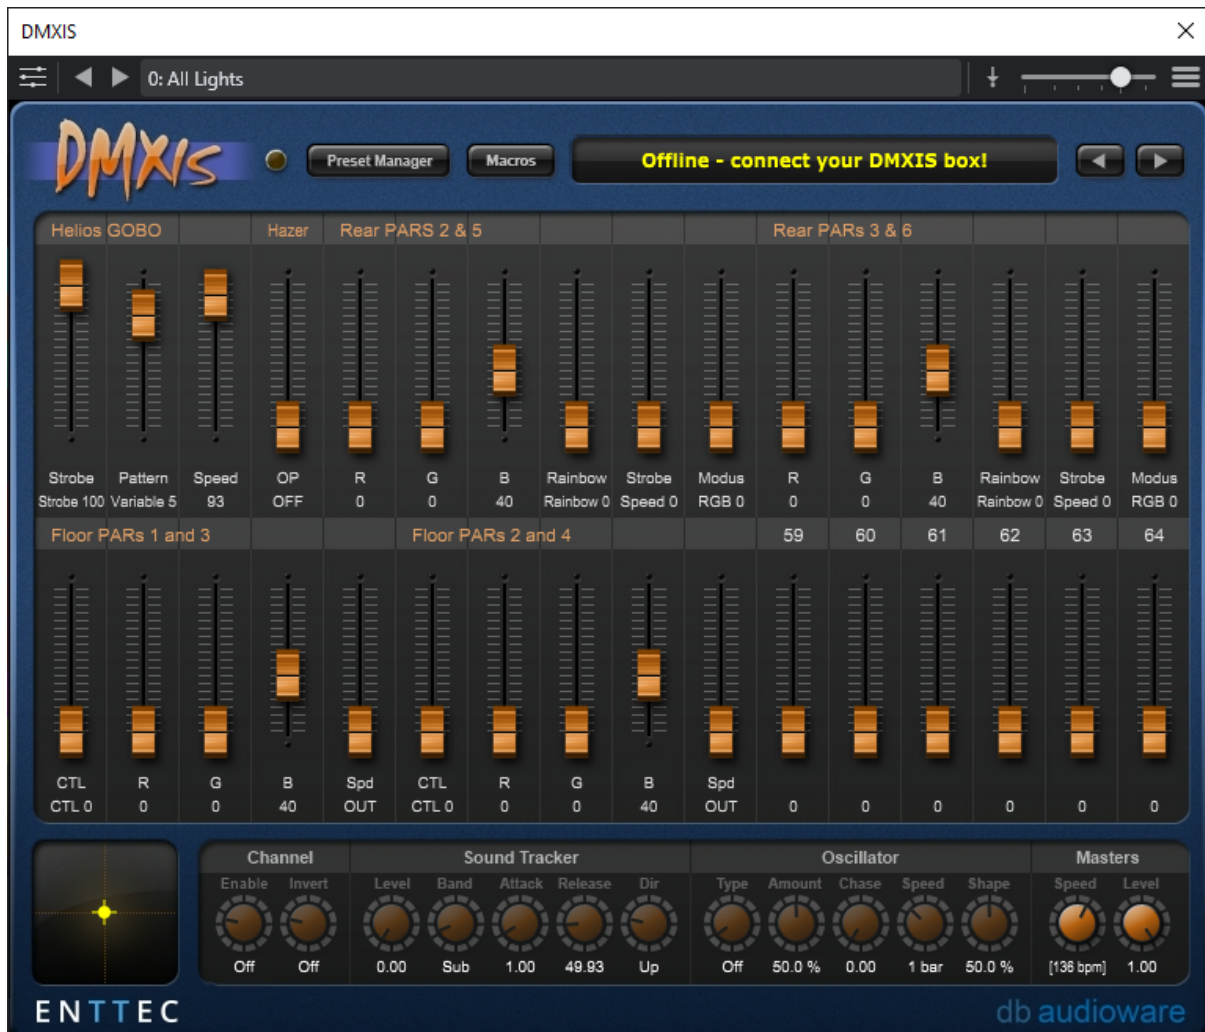 DMXIS
0: All Lights
DMXIS Preset Manager Macros Offline - connect your DMXIS box!
Helios GOBO Hazer Rear PARS 2 & 5 Rear PARs 3 & 6
Strobe Pattern Speed OP R G B Rainbow Strobe Modus R G B Rainbow Strobe Modus
Strobe 100 Variable 5 93 OFF 0 0 40 Rainbow 0 Speed 0 RGB 0 0 0 40 Rainbow 0 Speed 0 RGB 0
Floor PARs 1 and 3 Floor PARs 2 and 4 59 60 61 62 63 64
CTL R G B Spd CTL R G B Spd
CTL 0 0 0 40 OUT CTL 0 0 0 40 OUT 0 0 0 0 0 0
Channel Sound Tracker Oscillator Masters
Enable Invert Level Band Attack Release Dir Type Amount Chase Speed Shape Speed Level
Off Off 0.00 Sub 1.00 49.93 Up Off 50.0 % 0.00 1 bar 50.0 % [136 bpm] 1.00
ENTTEC db audioware